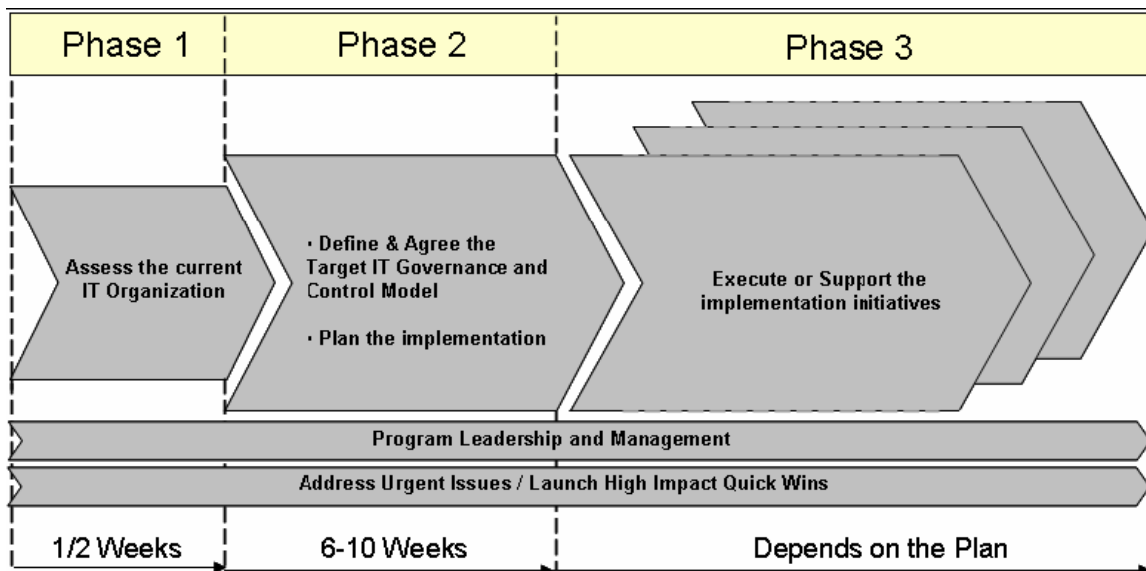 Phase 1
Phase 2
Phase 3
Assess the current
IT Organization
· Define & Agree the
Target IT Governance and
Control Model
· Plan the implementation
Execute or Support the
implementation initiatives
Program Leadership and Management
Address Urgent Issues / Launch High Impact Quick Wins
1/2 Weeks
6-10 Weeks
Depends on the Plan